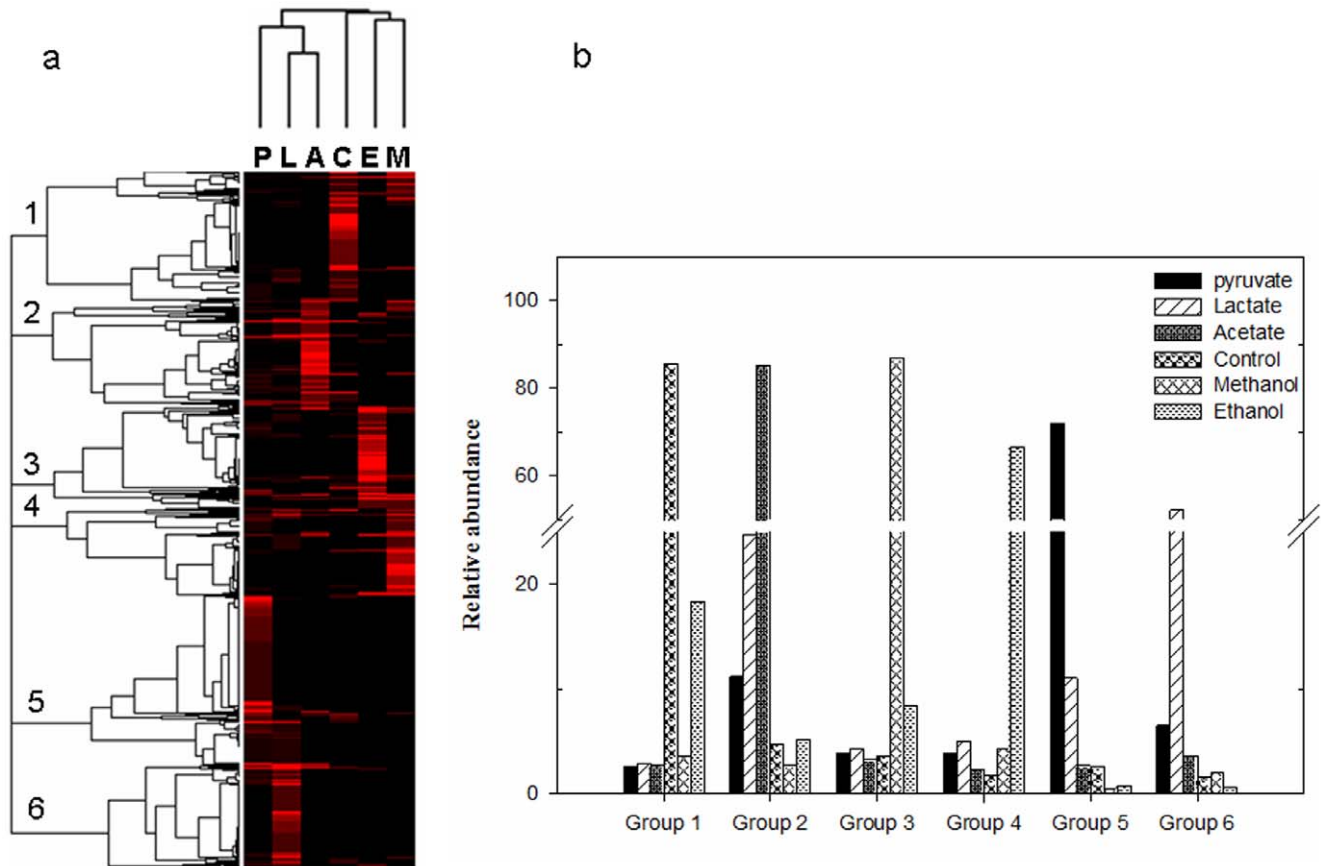 a
P L A C E M
1
2
3
4
5
6
b
pyruvate
Lactate
Acetate
Control
Methanol
Ethanol
Relative abundance
100
80
60
20
0
Group 1 Group 2 Group 3 Group 4 Group 5 Group 6